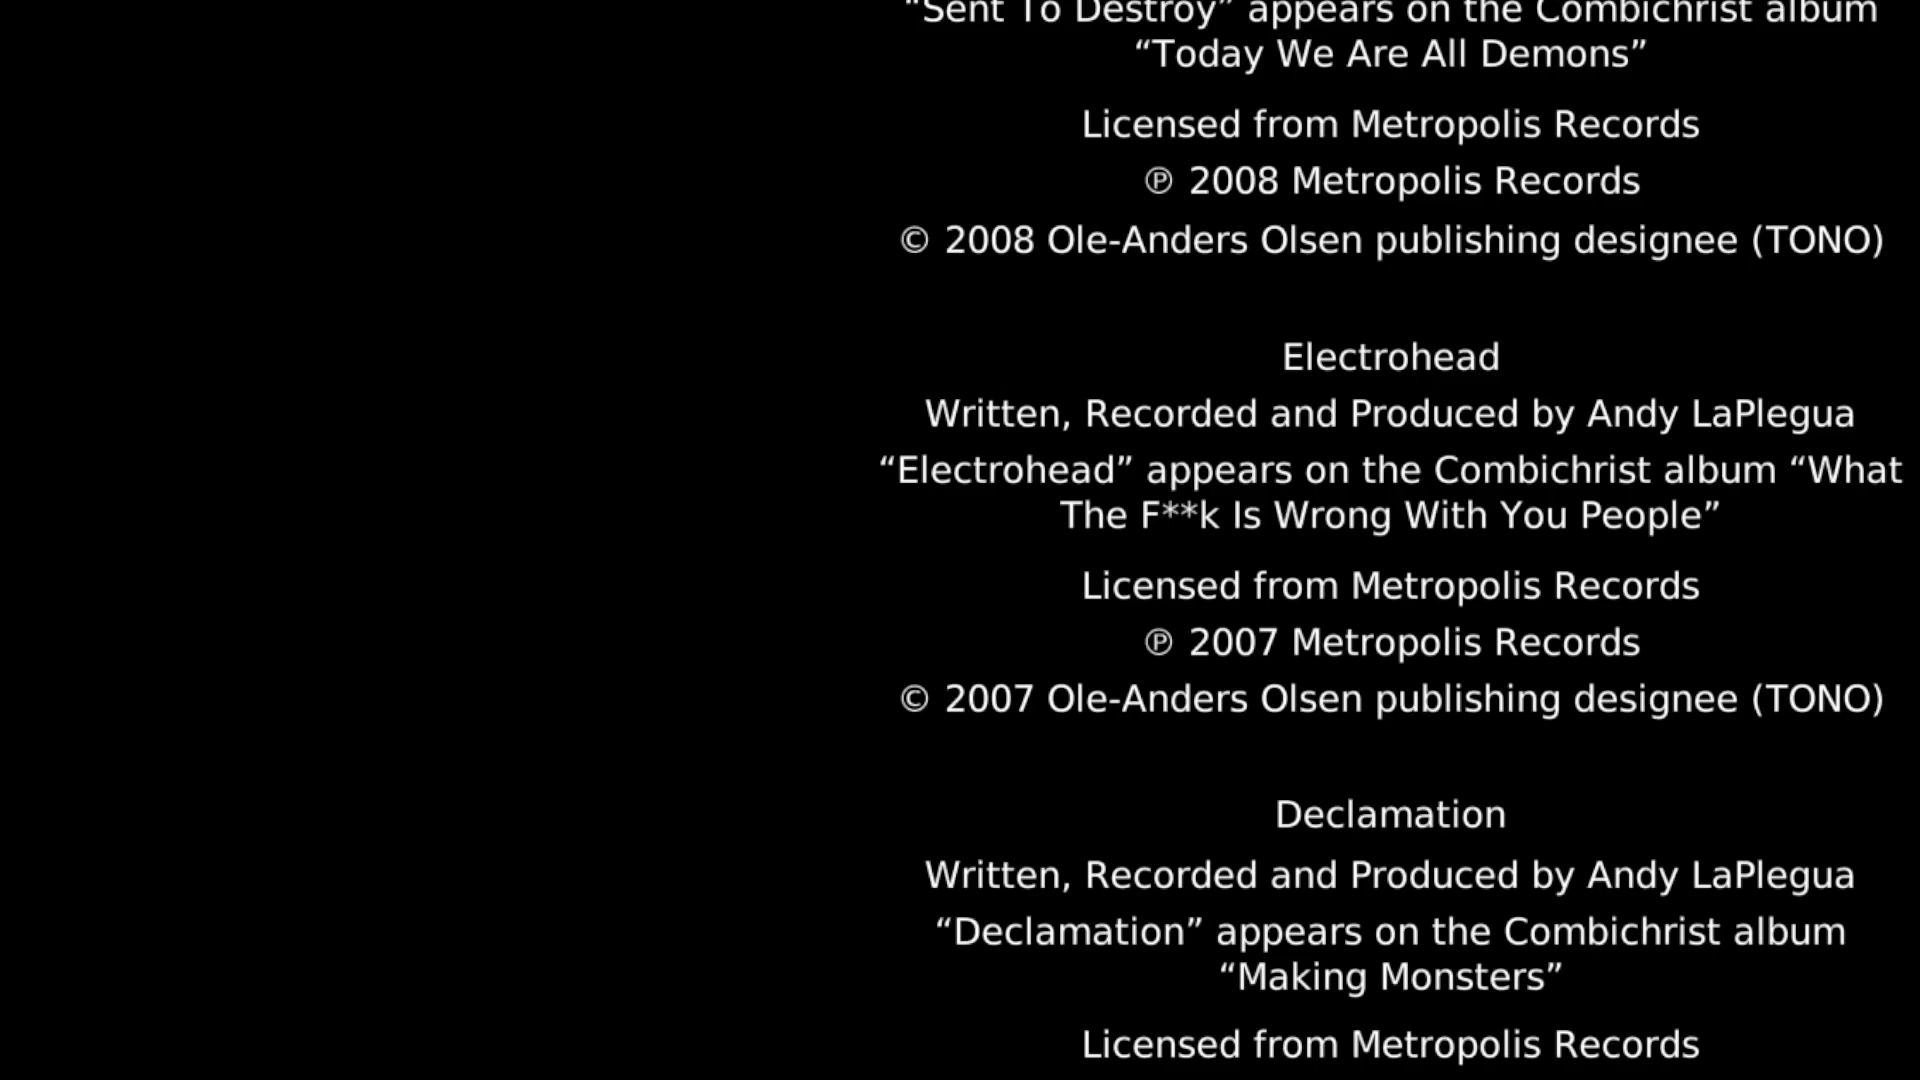 “Sent To Destroy” appears on the Combichrist album
“Today We Are All Demons”
Licensed from Metropolis Records
℗ 2008 Metropolis Records
© 2008 Ole-Anders Olsen publishing designee (TONO)
Electrohead
Written, Recorded and Produced by Andy LaPlegua
“Electrohead” appears on the Combichrist album “What
The F**k Is Wrong With You People”
Licensed from Metropolis Records
℗ 2007 Metropolis Records
© 2007 Ole-Anders Olsen publishing designee (TONO)
Declamation
Written, Recorded and Produced by Andy LaPlegua
“Declamation” appears on the Combichrist album
“Making Monsters”
Licensed from Metropolis Records